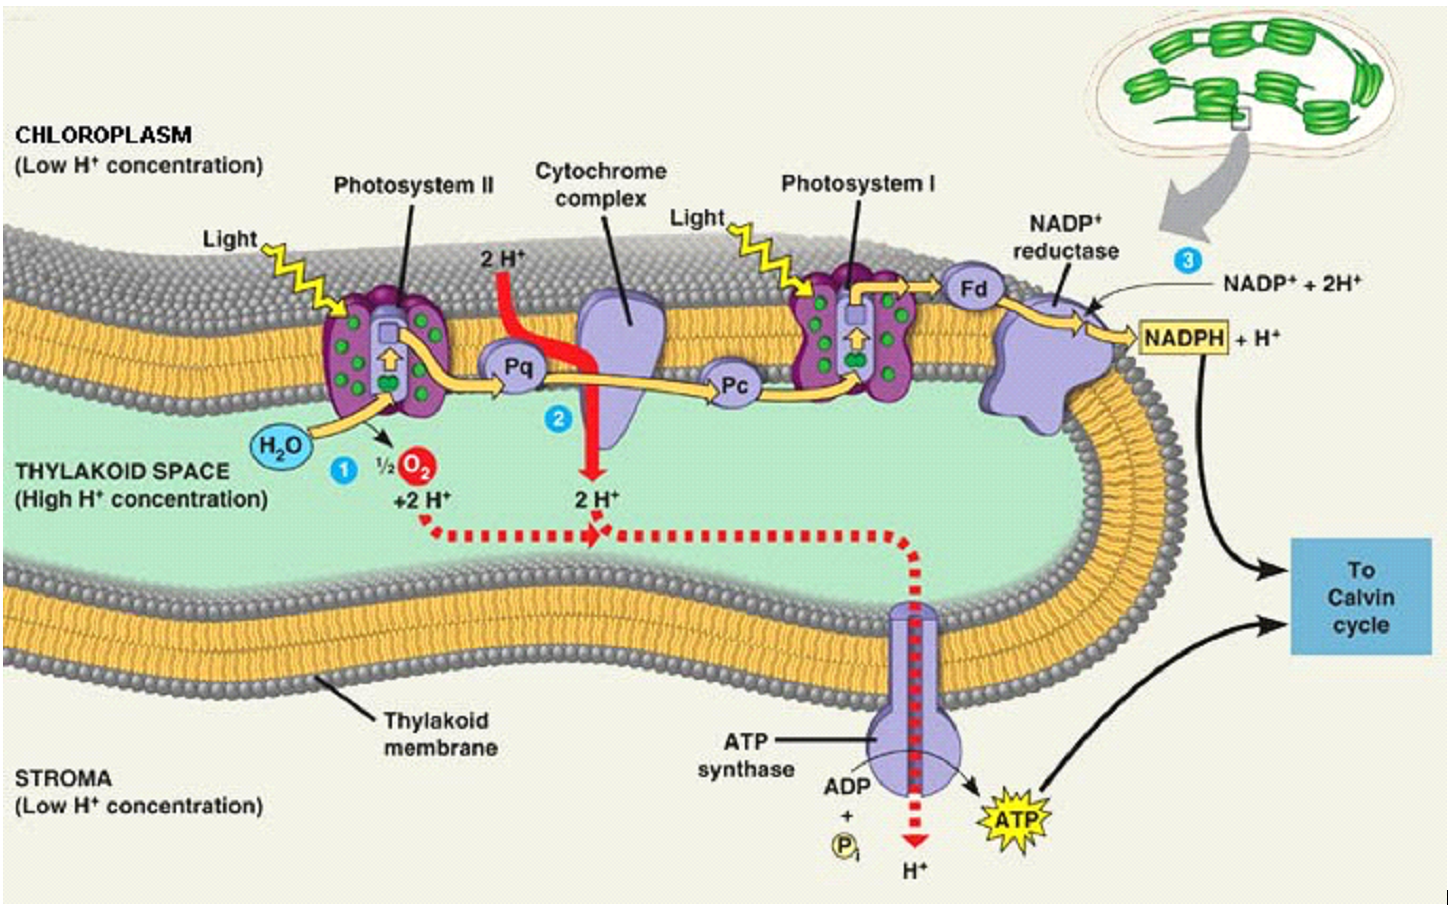 CHLOROPLASM
(Low H⁺ concentration)
Photosystem II
Cytochrome
complex
Photosystem I
Light
Light
2 H⁺
NADP⁺
reductase
3
NADP⁺ + 2H⁺
Fd
NADPH + H⁺
Pq
Pc
2
H₂O
1
½ O₂
+2 H⁺
2 H⁺
THYLAKOID SPACE
(High H⁺ concentration)
To
Calvin
cycle
Thylakoid
membrane
ATP
synthase
STROMA
(Low H⁺ concentration)
ADP
+
Pᵢ
ATP
H⁺